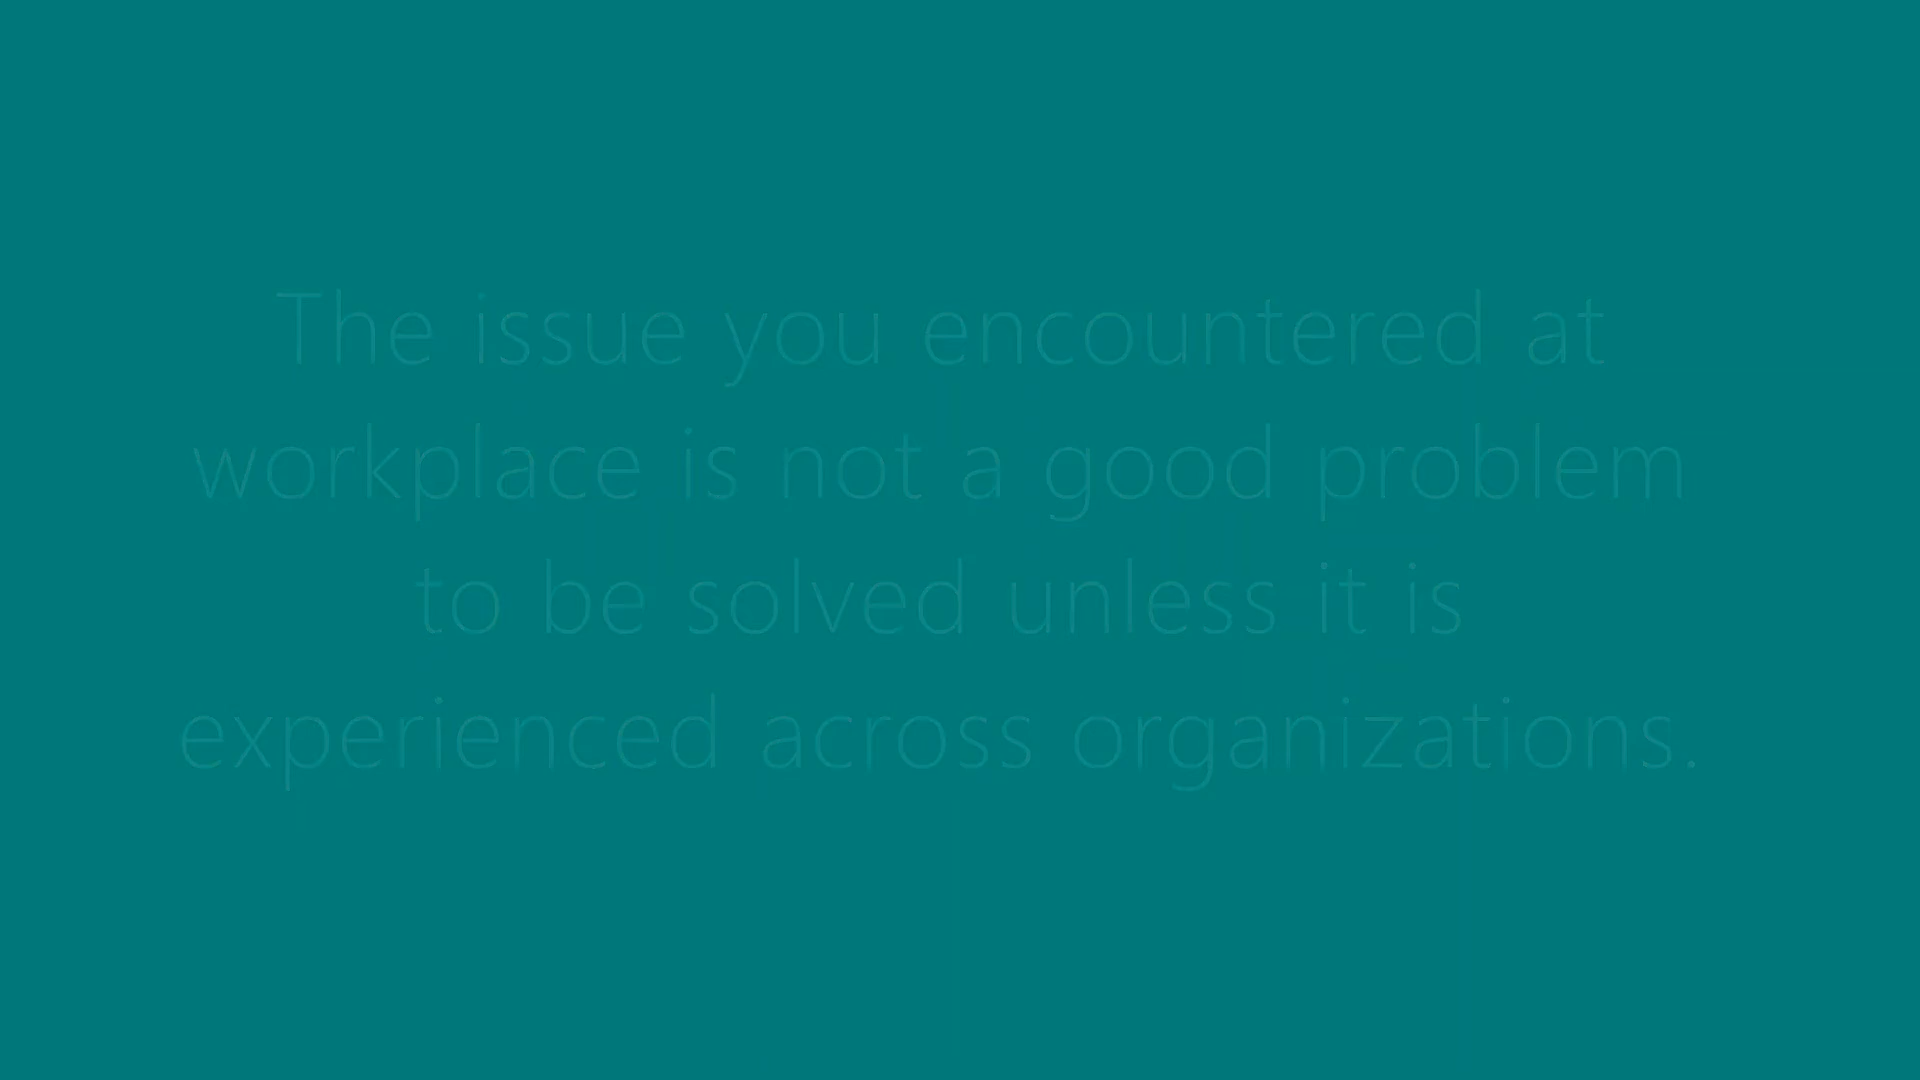 The issue you encountered at
workplace is not a good problem
to be solved unless it is
experienced across organizations.